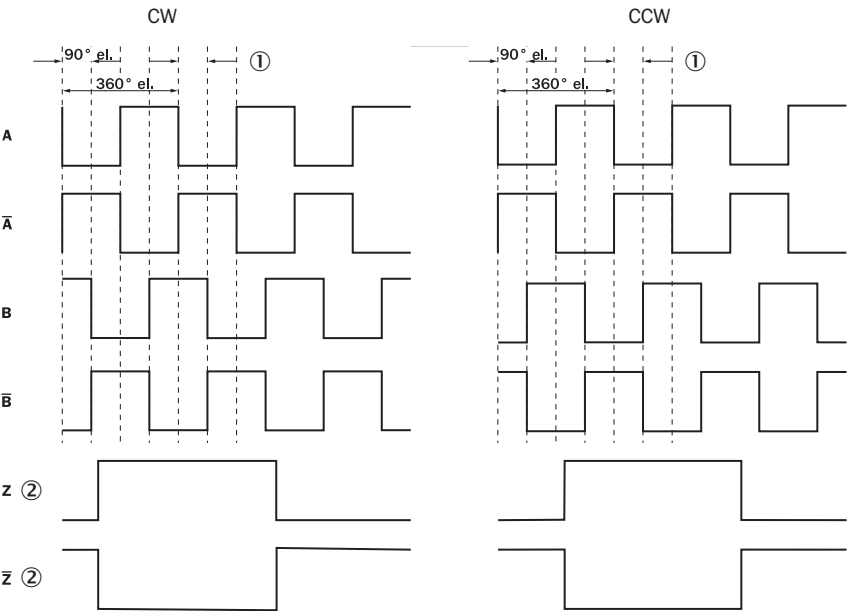 CW CCW
90° el. ① 90° el. ①
360° el. 360° el.
A
A̅
B
B̅
Z ②
Z̅ ②